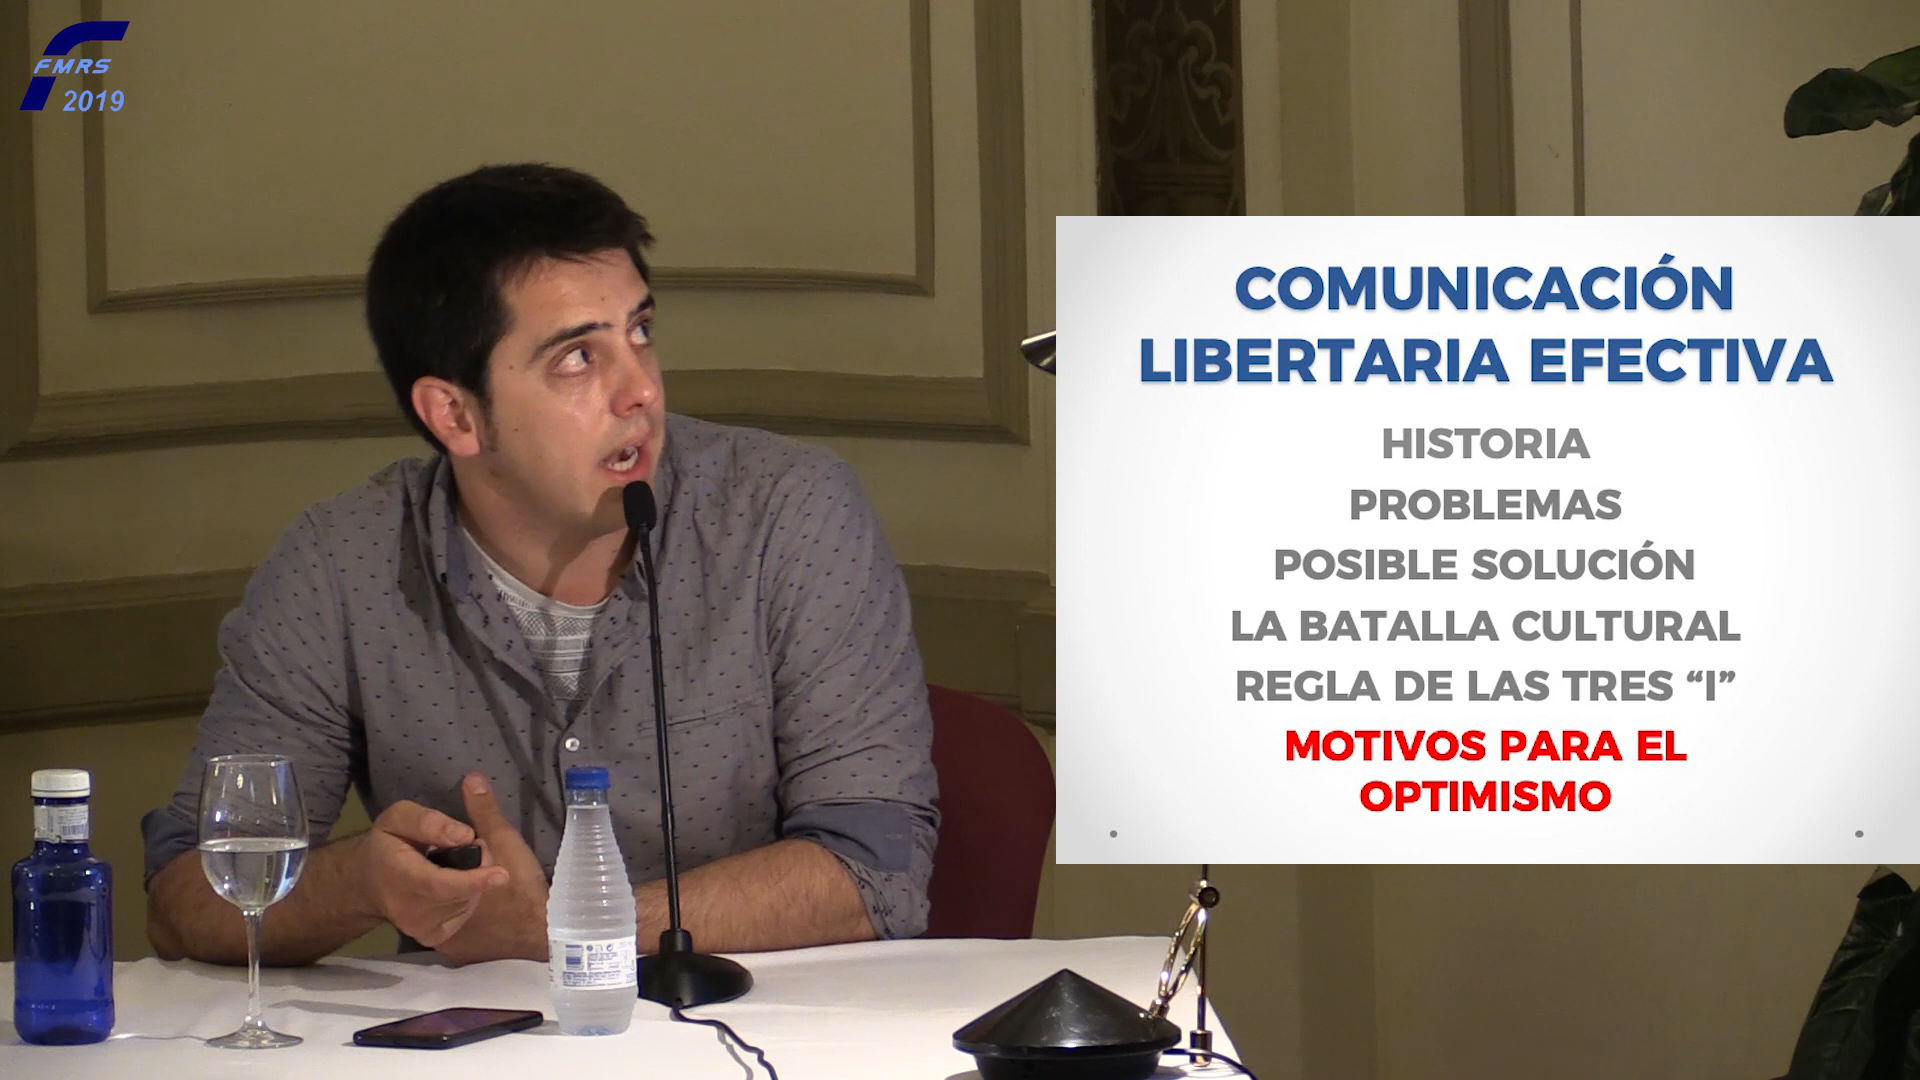 FMRS
2019
COMUNICACIÓN
LIBERTARIA EFECTIVA
HISTORIA
PROBLEMAS
POSIBLE SOLUCIÓN
LA BATALLA CULTURAL
REGLA DE LAS TRES “I”
MOTIVOS PARA EL
OPTIMISMO